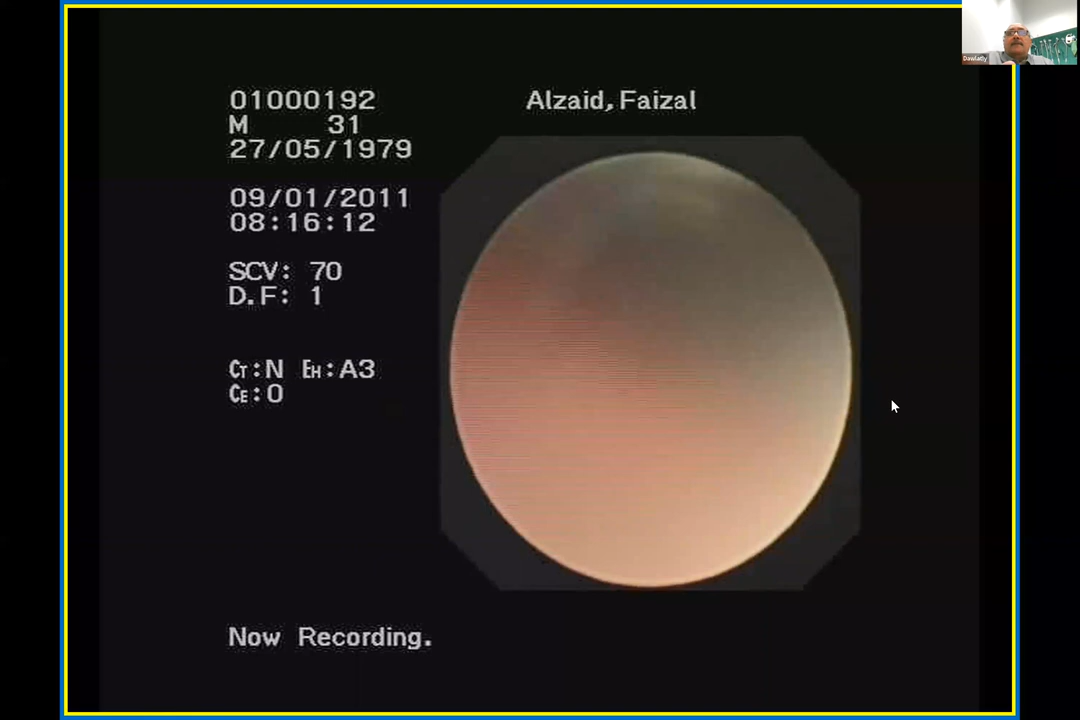 01000192
Alzaid, Faizal
M 31
27/05/1979
09/01/2011
08:16:12
SCV: 70
D.F: 1
CT:N EH:A3
CE:0
Now Recording.
Dawlatly